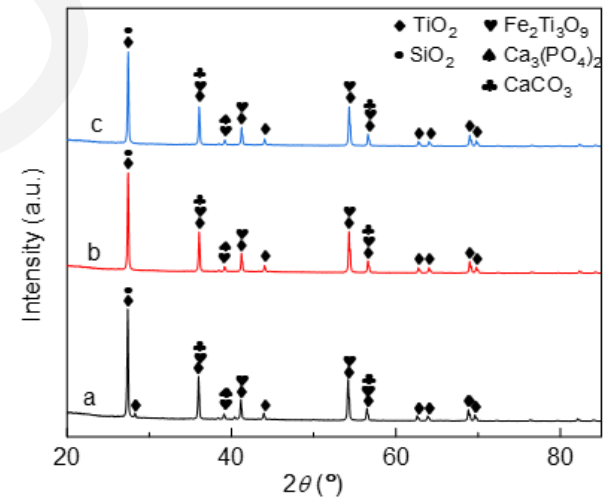 TiO₂
Fe₂Ti₃O₉
SiO₂
Ca₃(PO₄)₂
CaCO₃
c
b
a
Intensity (a.u.)
20 40 60 80
2θ (°)